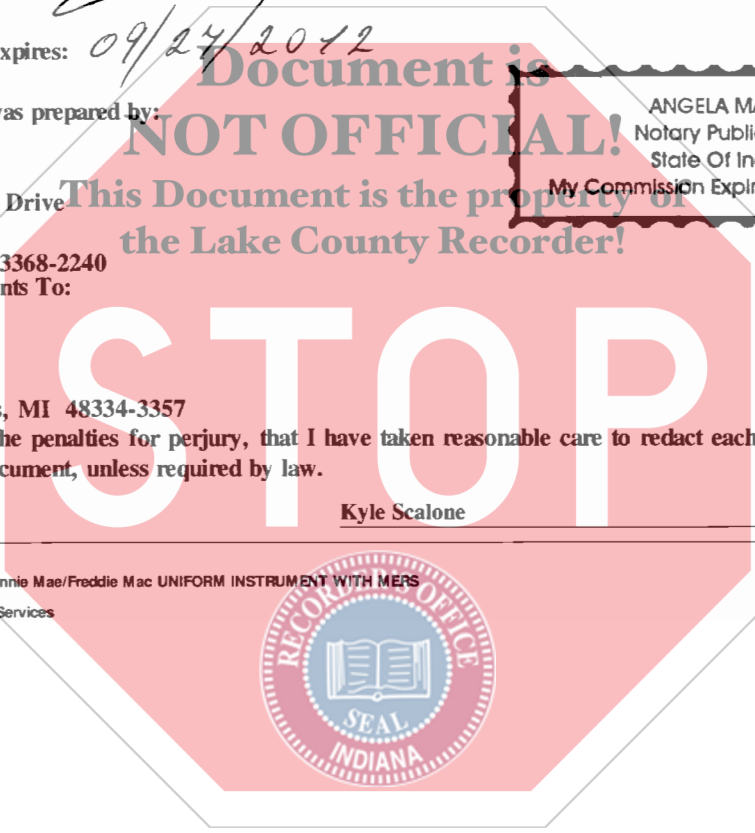 xpires: 09/27/2012
Document is
was prepared by:
NOT OFFICIAL!
ANGELA MA
Notary Publi
State Of In
My Commission Expir
Drive
This Document is the property of
the Lake County Recorder!
3368-2240
nts To:
STOP
, MI 48334-3357
he penalties for perjury, that I have taken reasonable care to redact each
cument, unless required by law.
Kyle Scalone
nnie Mae/Freddie Mac UNIFORM INSTRUMENT WITH MERS
Services
RECORDER'S OFFICE
SEAL
INDIANA